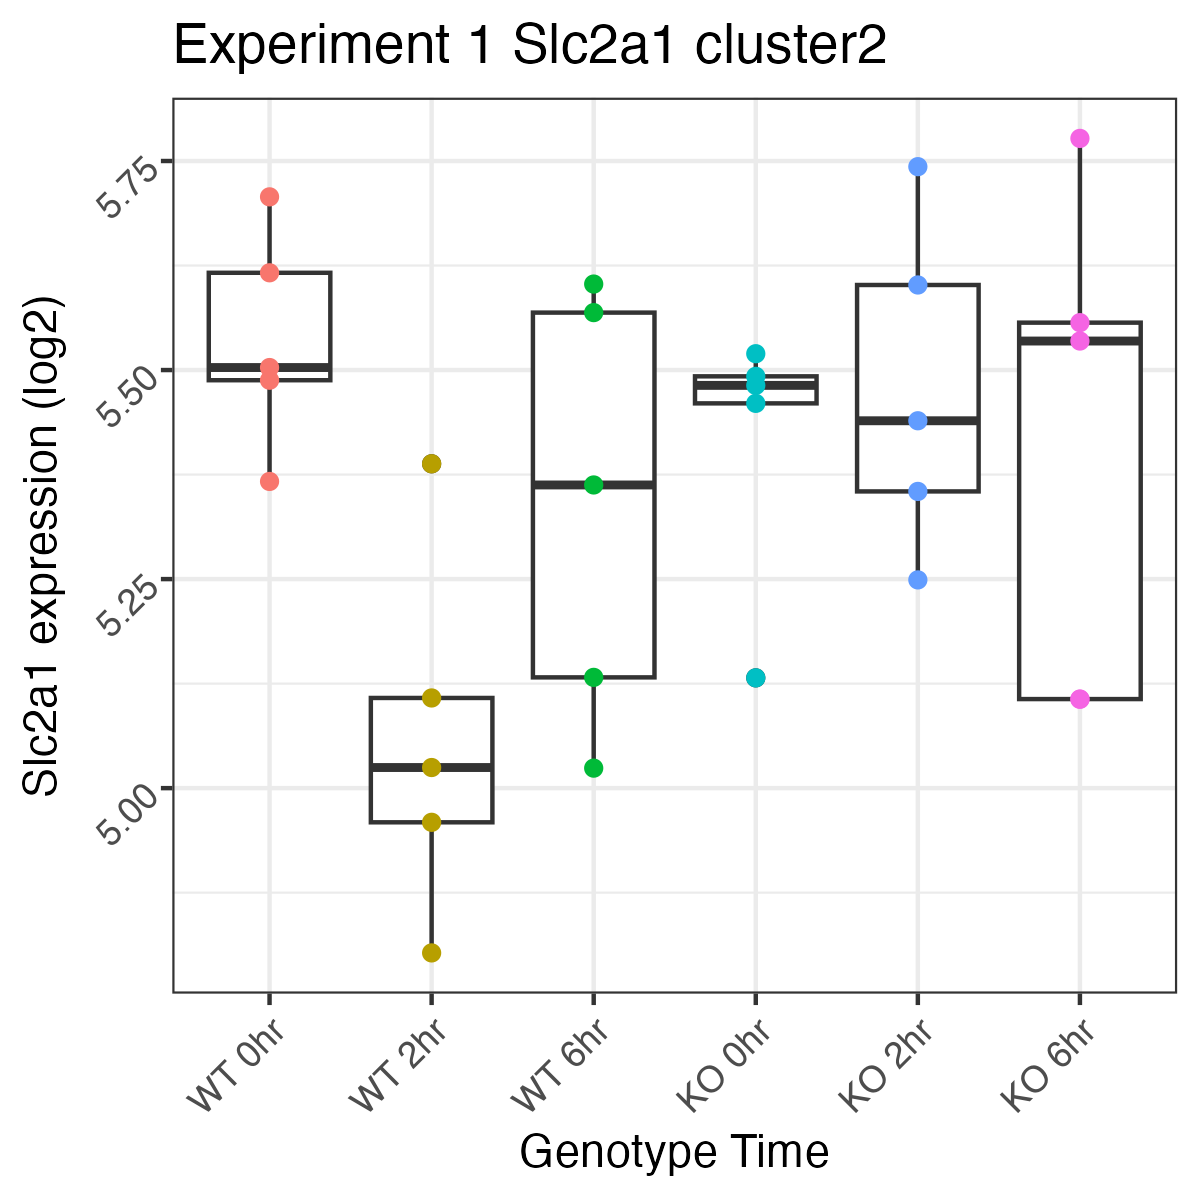 Experiment 1 Slc2a1 cluster2
Slc2a1 expression (log2)
5.75
5.50
5.25
5.00
WT 0hr
WT 2hr
WT 6hr
KO 0hr
KO 2hr
KO 6hr
Genotype Time